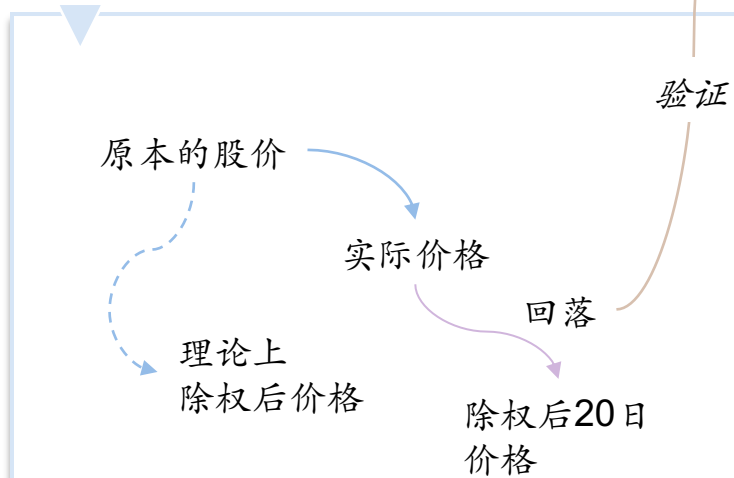 验证
原本的股价
实际价格
回落
理论上
除权后价格
除权后20日
价格